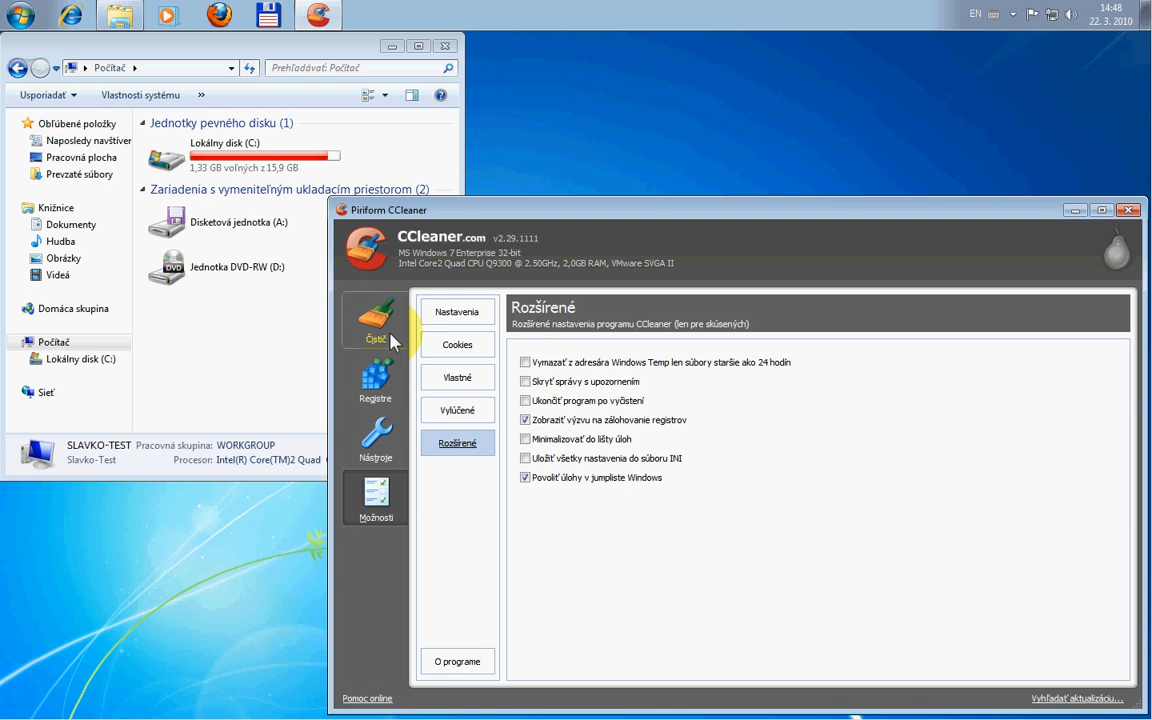 EN
14:48
22. 3. 2010
Počítač
Prehľadávať: Počítač
Usporiadať
Vlastnosti systému
»
Obľúbené položky
Naposledy navštíver
Pracovná plocha
Prevzaté súbory
Knižnice
Dokumenty
Hudba
Obrázky
Videá
Domáca skupina
Počítač
Lokálny disk (C:)
Sieť
Jednotky pevného disku (1)
Lokálny disk (C:)
1,33 GB voľných z 15,9 GB
Zariadenia s vymeniteľným ukladacím priestorom (2)
Disketová jednotka (A:)
DVD
Jednotka DVD-RW (D:)
SLAVKO-TEST Pracovná skupina: WORKGROUP
Slavko-Test Procesor: Intel(R) Core(TM)2 Quad
Piriform CCleaner
CCleaner.com v2.29.1111
MS Windows 7 Enterprise 32-bit
Intel Core2 Quad CPU Q9300 @ 2.50GHz, 2,0GB RAM, VMware SVGA II
Čistič
Registre
Nástroje
Možnosti
Nastavenia
Cookies
Vlastné
Vylúčené
Rozšírené
O programe
Rozšírené
Rozšírené nastavenia programu CCleaner (len pre skúsených)
Vymazať z adresára Windows Temp len súbory staršie ako 24 hodín
Skryť správy s upozornením
Ukončiť program po vyčistení
Zobraziť výzvu na zálohovanie registrov
Minimalizovať do lišty úloh
Uložiť všetky nastavenia do súboru INI
Povoliť úlohy v jumpliste Windows
Pomoc online
Vyhľadať aktualizáciu...